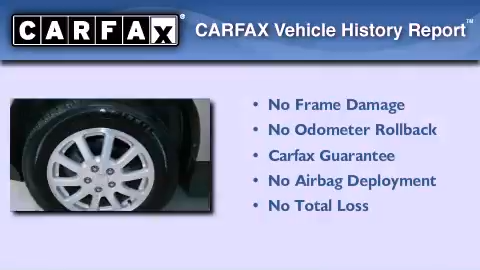 CARFAX® CARFAX Vehicle History Report™
• No Frame Damage
• No Odometer Rollback
• Carfax Guarantee
• No Airbag Deployment
• No Total Loss